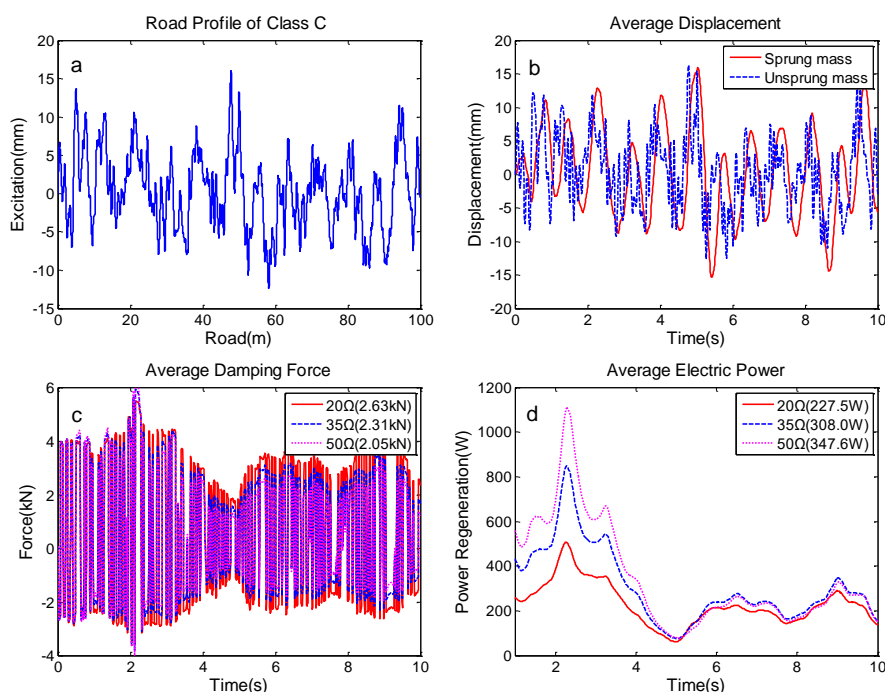 Road Profile of Class C
a
Excitation(mm)
20
15
10
5
0
-5
-10
-15
0 20 40 60 80 100
Road(m)
Average Displacement
b
Sprung mass
Unsprung mass
Displacement(mm)
20
15
10
5
0
-5
-10
-15
-20
0 2 4 6 8 10
Time(s)
Average Damping Force
c
20Ω(2.63kN)
35Ω(2.31kN)
50Ω(2.05kN)
Force(kN)
6
4
2
0
-2
-4
0 2 4 6 8 10
Time(s)
Average Electric Power
d
20Ω(227.5W)
35Ω(308.0W)
50Ω(347.6W)
Power Regeneration(W)
1200
1000
800
600
400
200
0
2 4 6 8 10
Time(s)